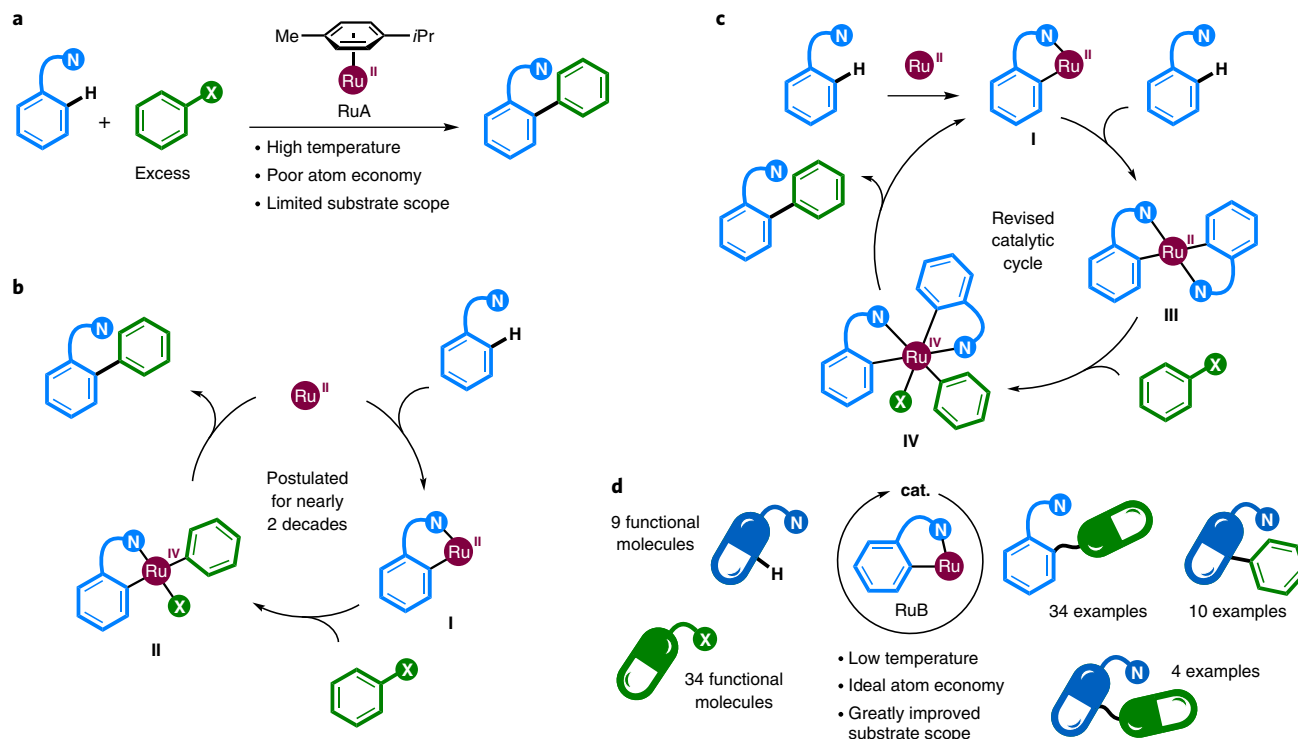 a
N
H
+
X
Excess
Me
iPr
Ru II
RuA
• High temperature
• Poor atom economy
• Limited substrate scope
N
b
N
N
H
Ru II
Postulated
for nearly
2 decades
N
Ru IV
X
II
N
Ru II
I
X
c
N
H
Ru II
N
Ru II
I
N
H
N
Revised
catalytic
cycle
N
Ru II
N
III
N
Ru IV
N
X
IV
X
d
9 functional
molecules
N
H
X
34 functional
molecules
cat.
N
Ru
RuB
• Low temperature
• Ideal atom economy
• Greatly improved
substrate scope
N
34 examples
N
10 examples
N
4 examples